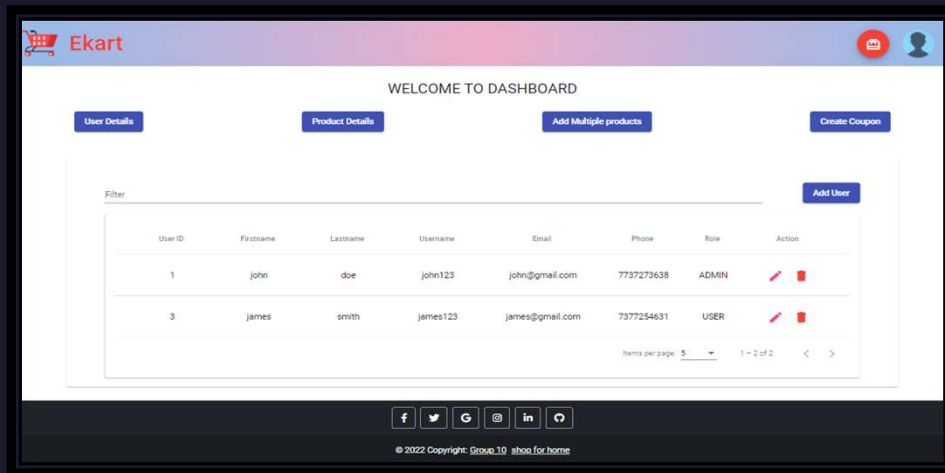 Ekart
WELCOME TO DASHBOARD
User Details Product Details Add Multiple products Create Coupon
Filter Add User
User ID Firstname Lastname Username Email Phone Role Action
1 john doe john123 john@gmail.com 7737273638 ADMIN
3 james smith james123 james@gmail.com 7377254631 USER
Items per page: 5 1 – 2 of 2
f G in
© 2022 Copyright: Group 10 shop for home